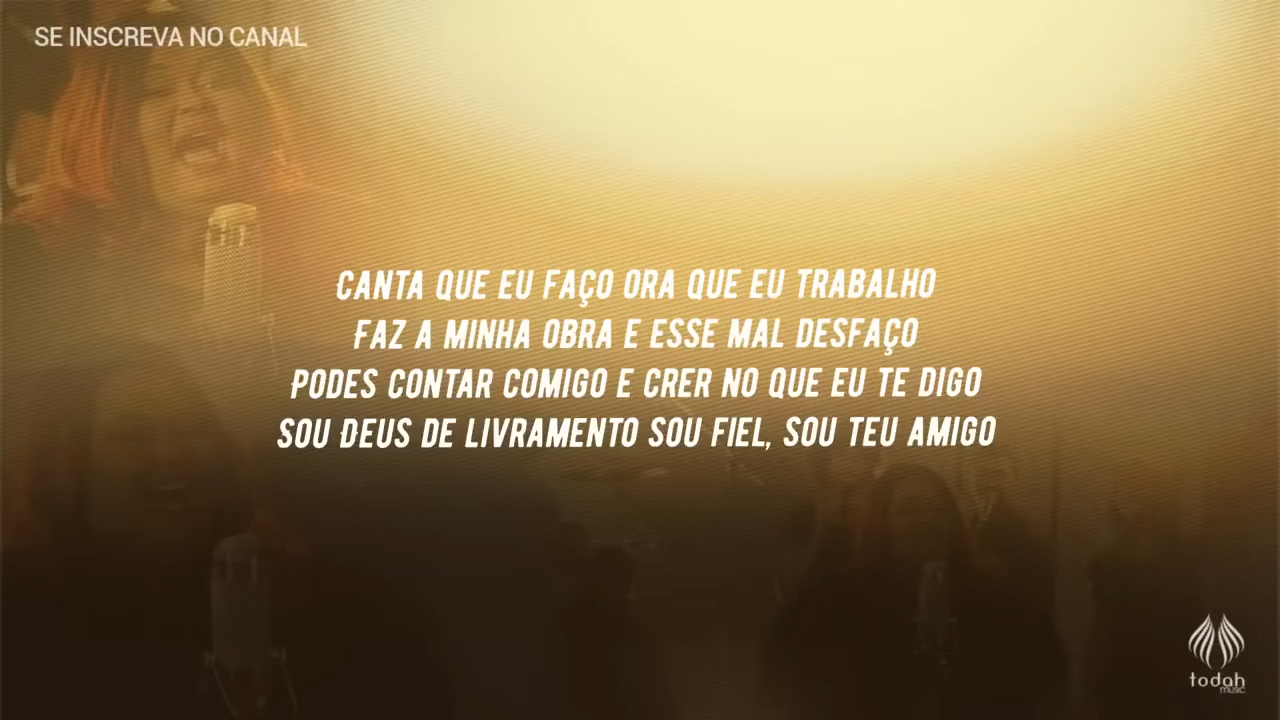 SE INSCREVA NO CANAL
CANTA QUE EU FAÇO ORA QUE EU TRABALHO
FAZ A MINHA OBRA E ESSE MAL DESFAÇO
PODES CONTAR COMIGO E CRER NO QUE EU TE DIGO
SOU DEUS DE LIVRAMENTO SOU FIEL, SOU TEU AMIGO
todah
music